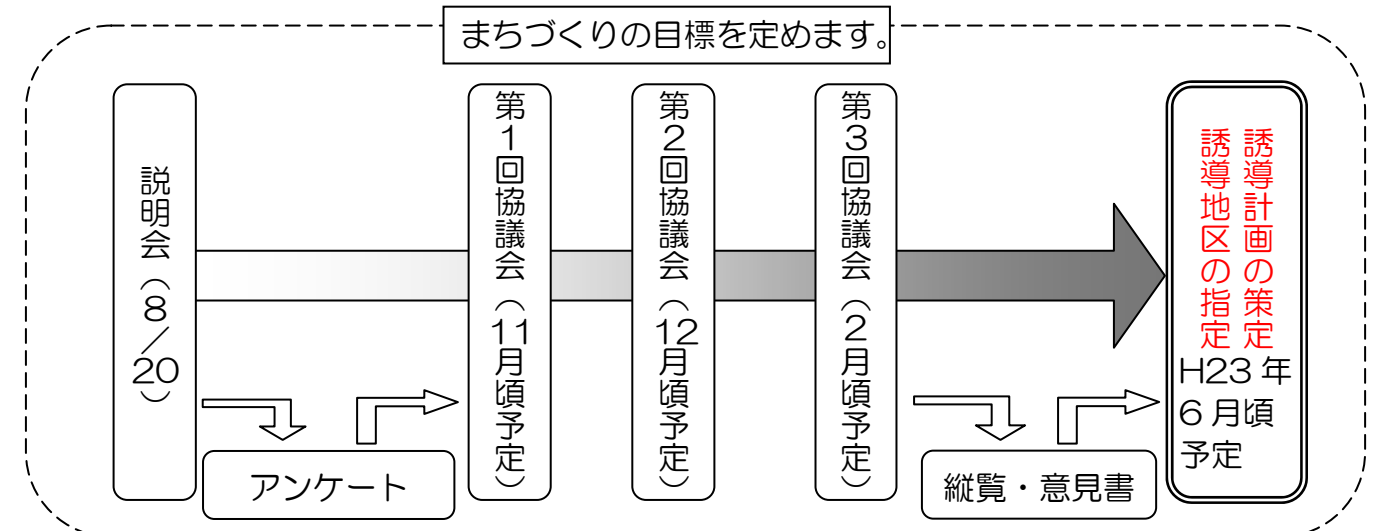 まちづくりの目標を定めます。
説明会(8/20)
アンケート
第1回協議会(11月頃予定)
第2回協議会(12月頃予定)
第3回協議会(2月頃予定)
縦覧・意見書
誘導計画の策定
誘導地区の指定
H23年
6月頃
予定